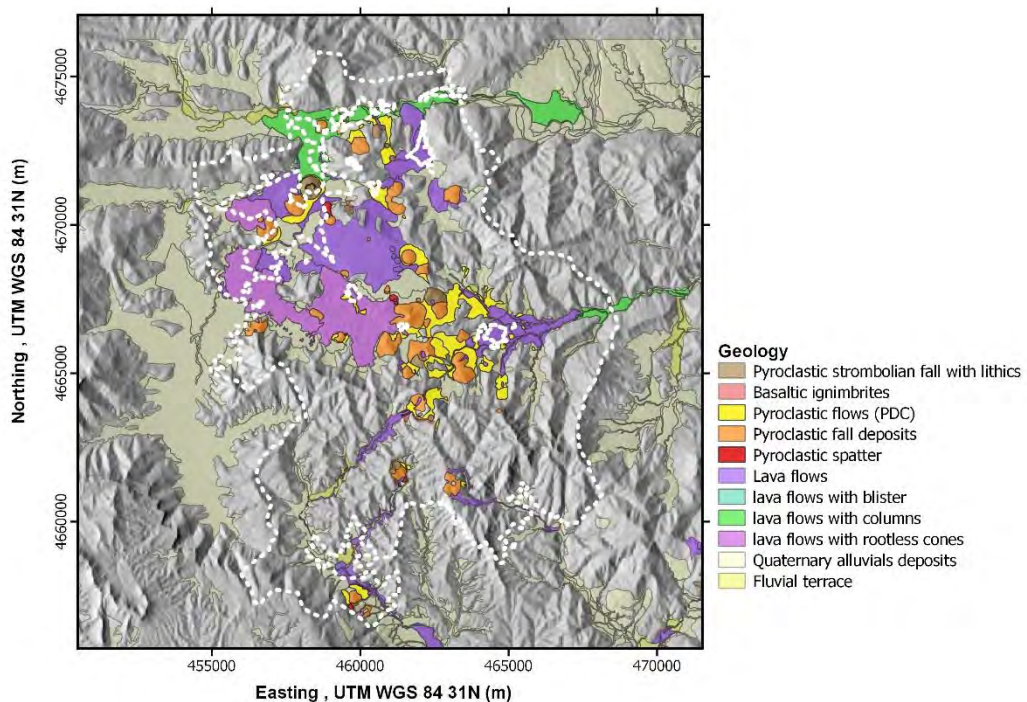 4675000
4670000
4665000
4660000
Northing , UTM WGS 84 31N (m)
455000 460000 465000 470000
Easting , UTM WGS 84 31N (m)
Geology
Pyroclastic strombolian fall with lithics
Basaltic ignimbrites
Pyroclastic flows (PDC)
Pyroclastic fall deposits
Pyroclastic spatter
Lava flows
lava flows with blister
lava flows with columns
lava flows with rootless cones
Quaternary alluvials deposits
Fluvial terrace